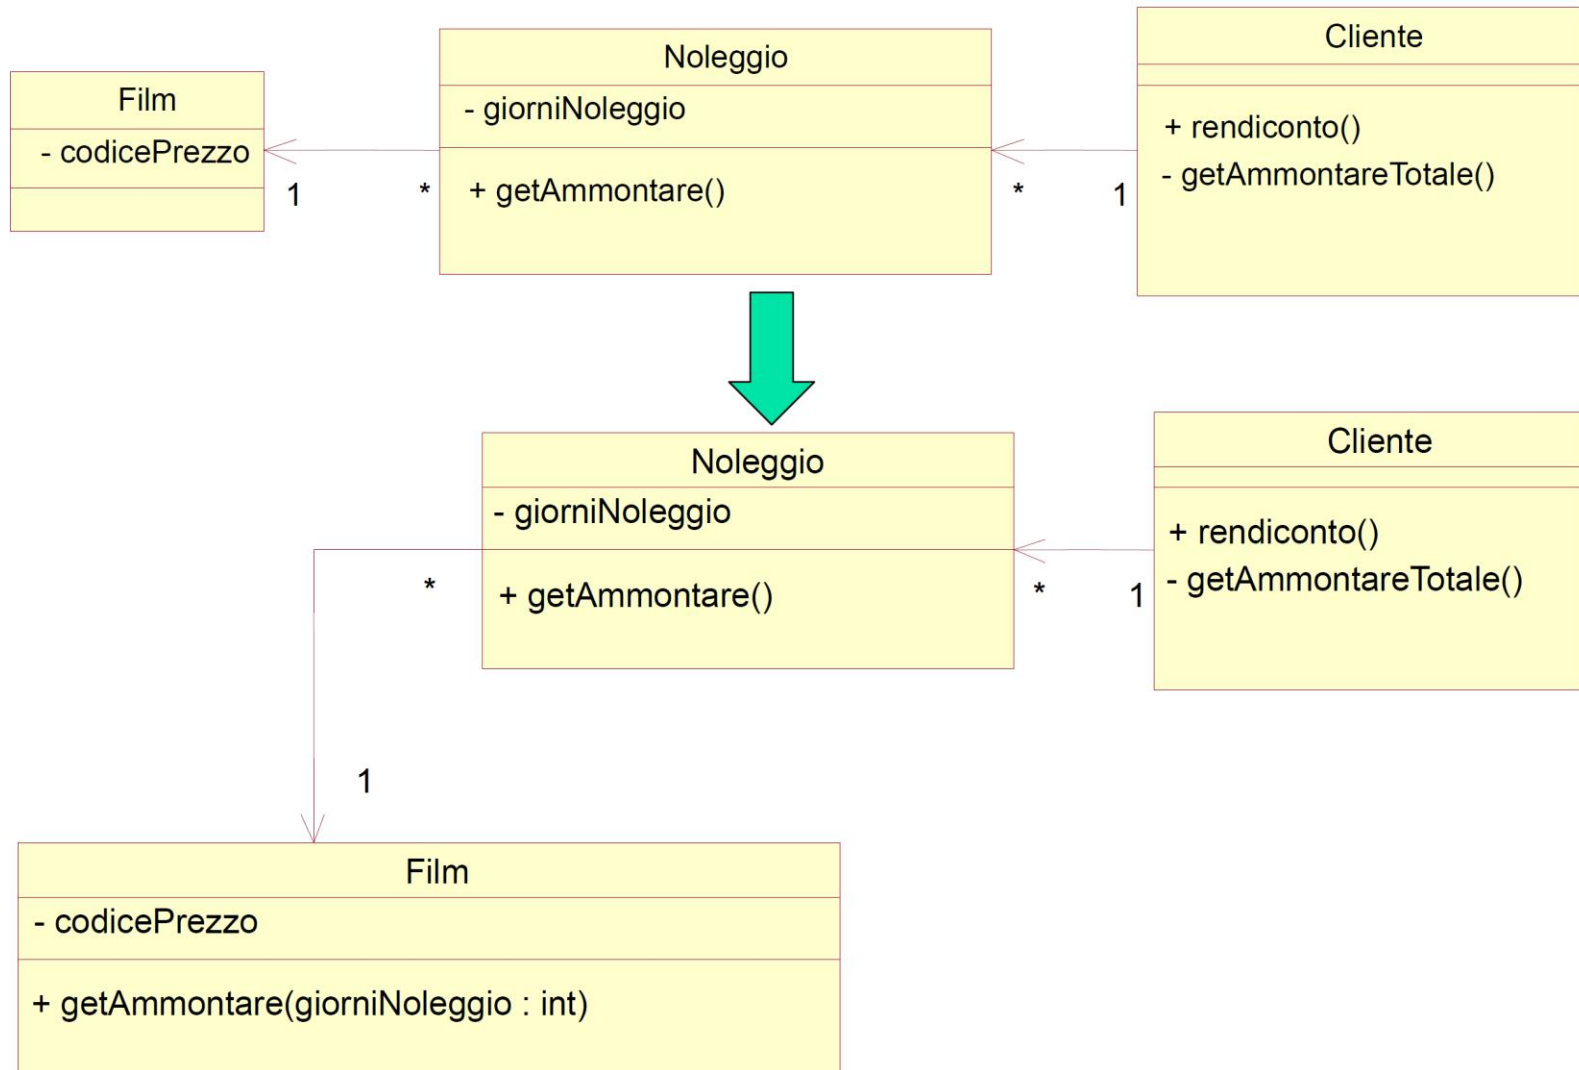 Film
- codicePrezzo
1
*
Noleggio
- giorniNoleggio
+ getAmmontare()
*
1
Cliente
+ rendiconto()
- getAmmontareTotale()
Noleggio
- giorniNoleggio
+ getAmmontare()
*
*
1
Cliente
+ rendiconto()
- getAmmontareTotale()
1
Film
- codicePrezzo
+ getAmmontare(giorniNoleggio : int)